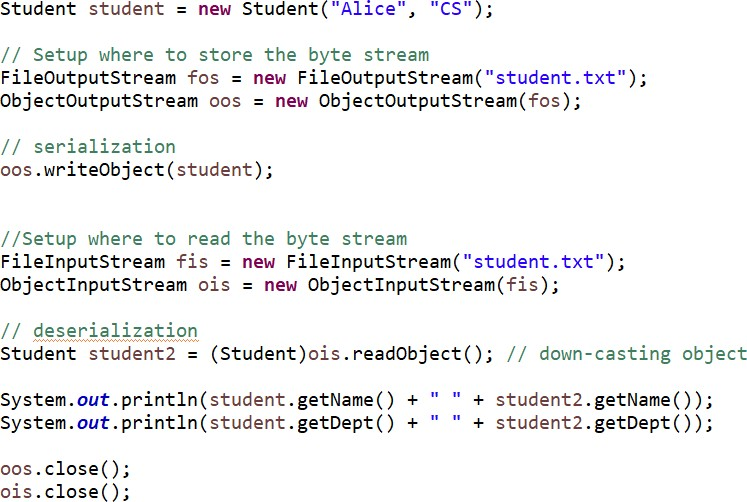 Student student = new Student("Alice", "CS");
// Setup where to store the byte stream
FileOutputStream fos = new FileOutputStream("student.txt");
ObjectOutputStream oos = new ObjectOutputStream(fos);
// serialization
oos.writeObject(student);
//Setup where to read the byte stream
FileInputStream fis = new FileInputStream("student.txt");
ObjectInputStream ois = new ObjectInputStream(fis);
// deserialization
Student student2 = (Student)ois.readObject(); // down-casting object
System.out.println(student.getName() + " " + student2.getName());
System.out.println(student.getDept() + " " + student2.getDept());
oos.close();
ois.close();